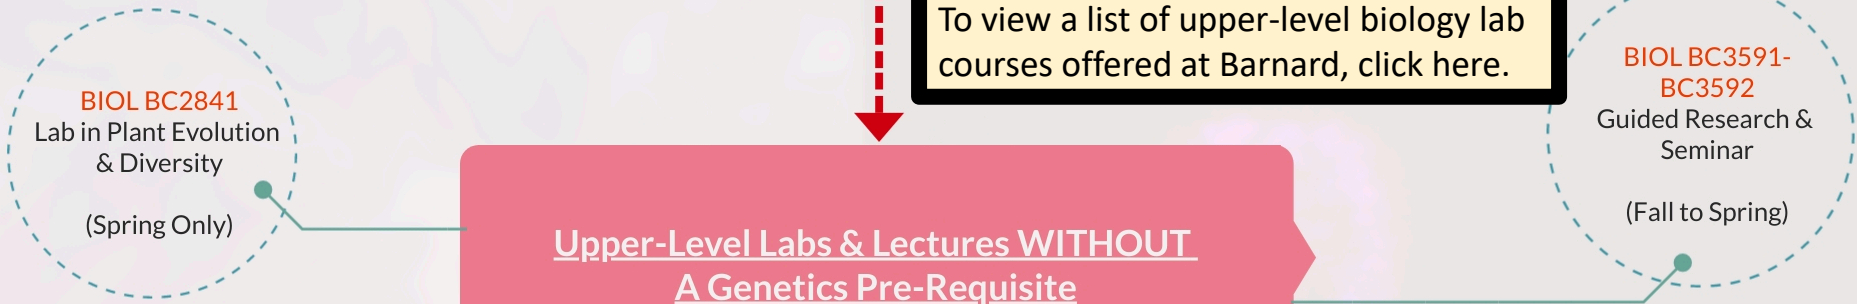 To view a list of upper-level biology lab
courses offered at Barnard, click here.
BIOL BC2841
Lab in Plant Evolution
& Diversity
(Spring Only)
BIOL BC3591-
BC3592
Guided Research &
Seminar
(Fall to Spring)
Upper-Level Labs & Lectures WITHOUT
A Genetics Pre-Requisite